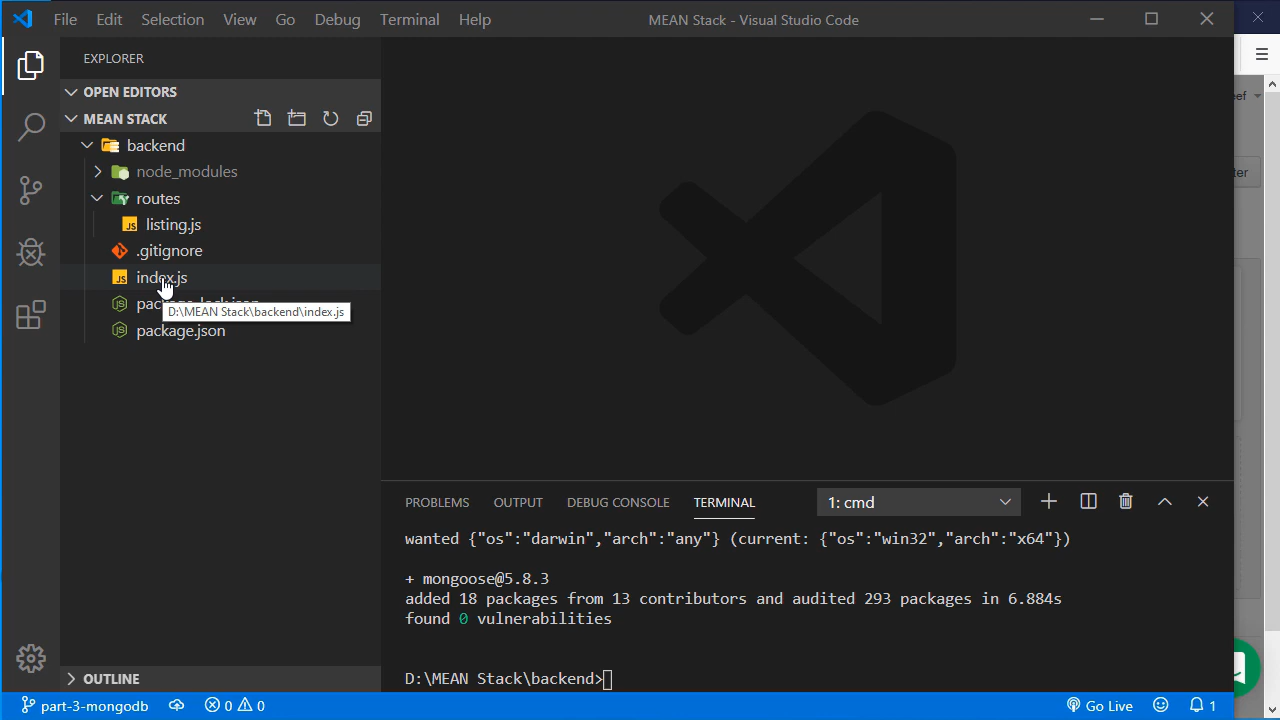 File Edit Selection View Go Debug Terminal Help MEAN Stack - Visual Studio Code
EXPLORER
OPEN EDITORS
MEAN STACK
backend
node_modules
routes
listing.js
.gitignore
index.js
D:\MEAN Stack\backend\index.js
package.json
OUTLINE
PROBLEMS OUTPUT DEBUG CONSOLE TERMINAL 1: cmd
wanted {"os":"darwin","arch":"any"} (current: {"os":"win32","arch":"x64"})
+ mongoose@5.8.3
added 18 packages from 13 contributors and audited 293 packages in 6.884s
found 0 vulnerabilities
D:\MEAN Stack\backend>
part-3-mongodb 0 0 Go Live 1